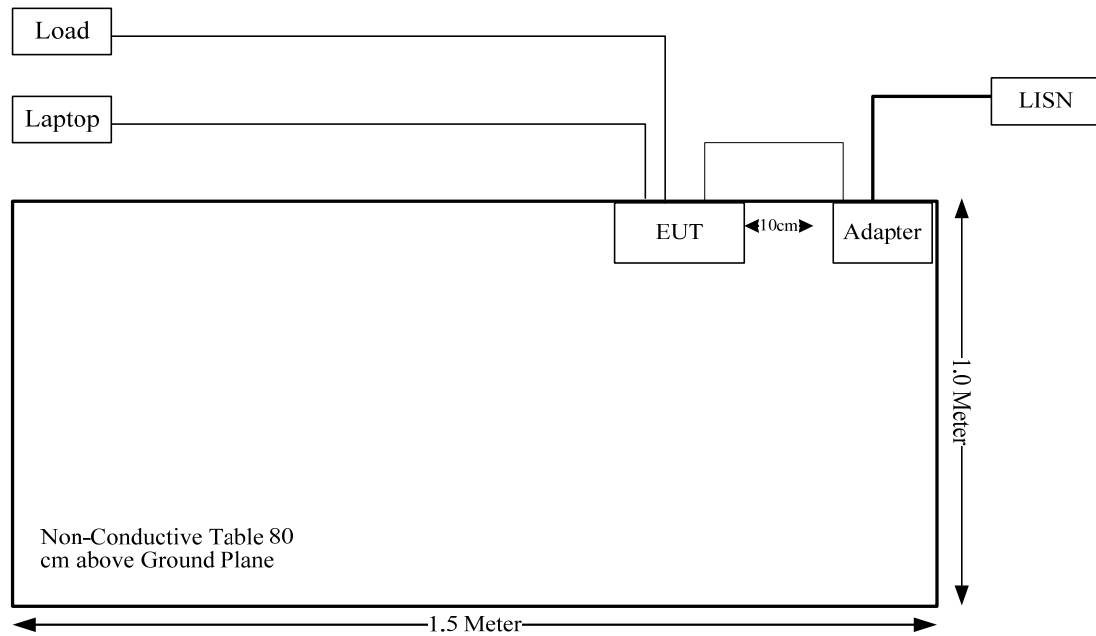 Load
LISN
Laptop
EUT
10cm
Adapter
1.0 Meter
Non-Conductive Table 80
cm above Ground Plane
1.5 Meter